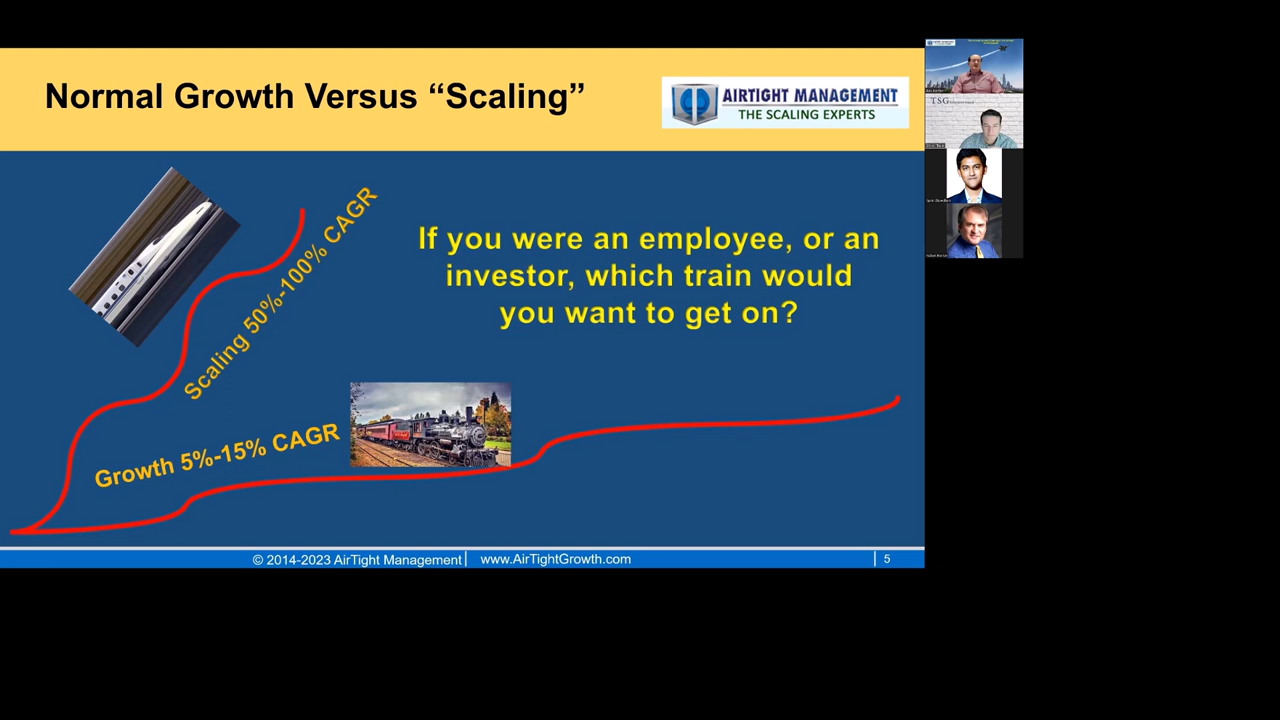 Normal Growth Versus “Scaling”
AIRTIGHT MANAGEMENT
THE SCALING EXPERTS
TSG
Scaling 50%-100% CAGR
If you were an employee, or an
investor, which train would
you want to get on?
Growth 5%-15% CAGR
© 2014-2023 AirTight Management
www.AirTightGrowth.com
5